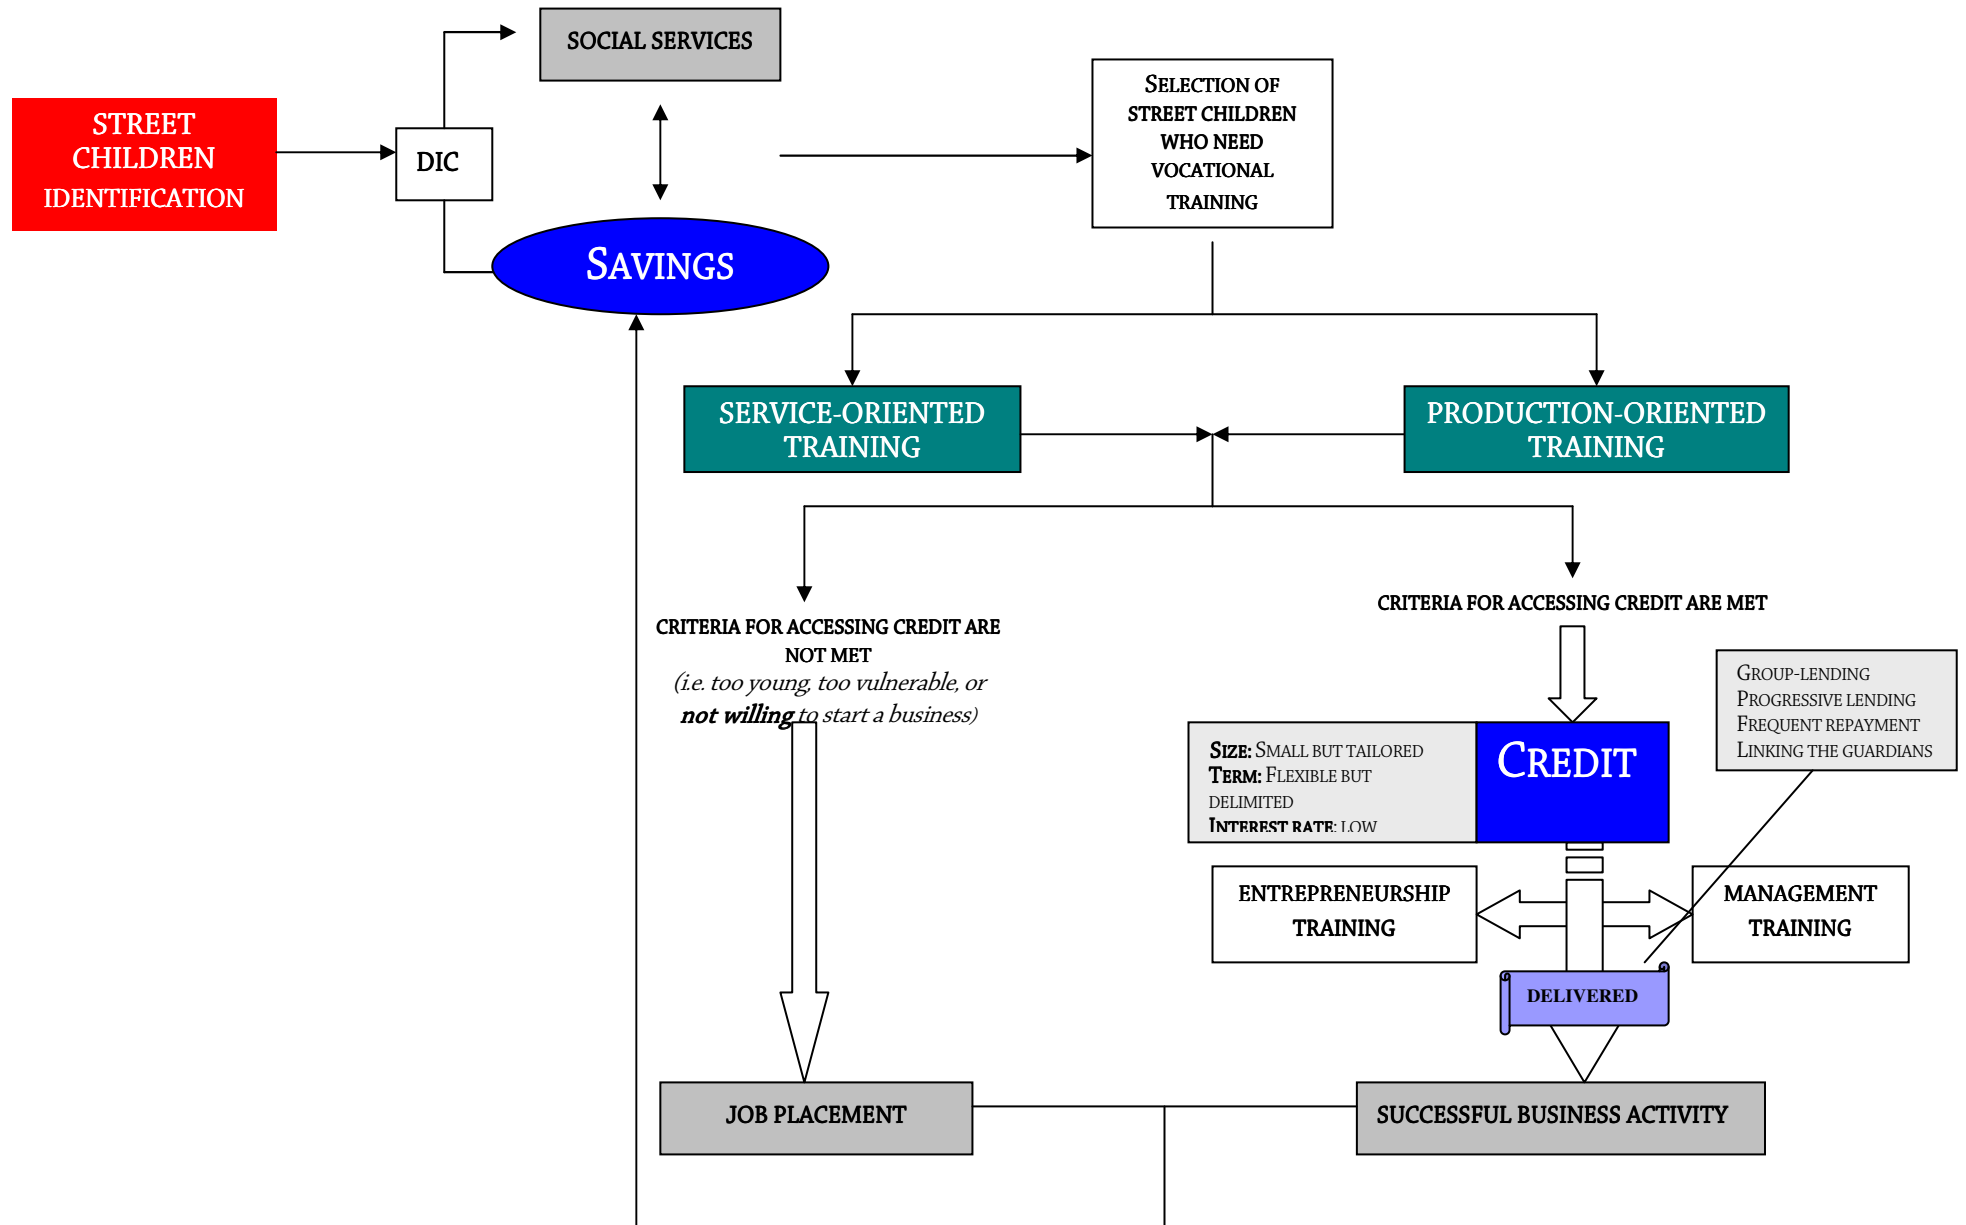 SOCIAL SERVICES
STREET
CHILDREN
IDENTIFICATION
DIC
SELECTION OF
STREET CHILDREN
WHO NEED
VOCATIONAL
TRAINING
SAVINGS
SERVICE-ORIENTED
TRAINING
PRODUCTION-ORIENTED
TRAINING
CRITERIA FOR ACCESSING CREDIT ARE
NOT MET
(i.e. too young, too vulnerable, or
not willing to start a business)
CRITERIA FOR ACCESSING CREDIT ARE MET
GROUP-LENDING
PROGRESSIVE LENDING
FREQUENT REPAYMENT
LINKING THE GUARDIANS
SIZE: SMALL BUT TAILORED
TERM: FLEXIBLE BUT
DELIMITED
INTEREST RATE: LOW
CREDIT
ENTREPRENEURSHIP
TRAINING
MANAGEMENT
TRAINING
DELIVERED
JOB PLACEMENT
SUCCESSFUL BUSINESS ACTIVITY